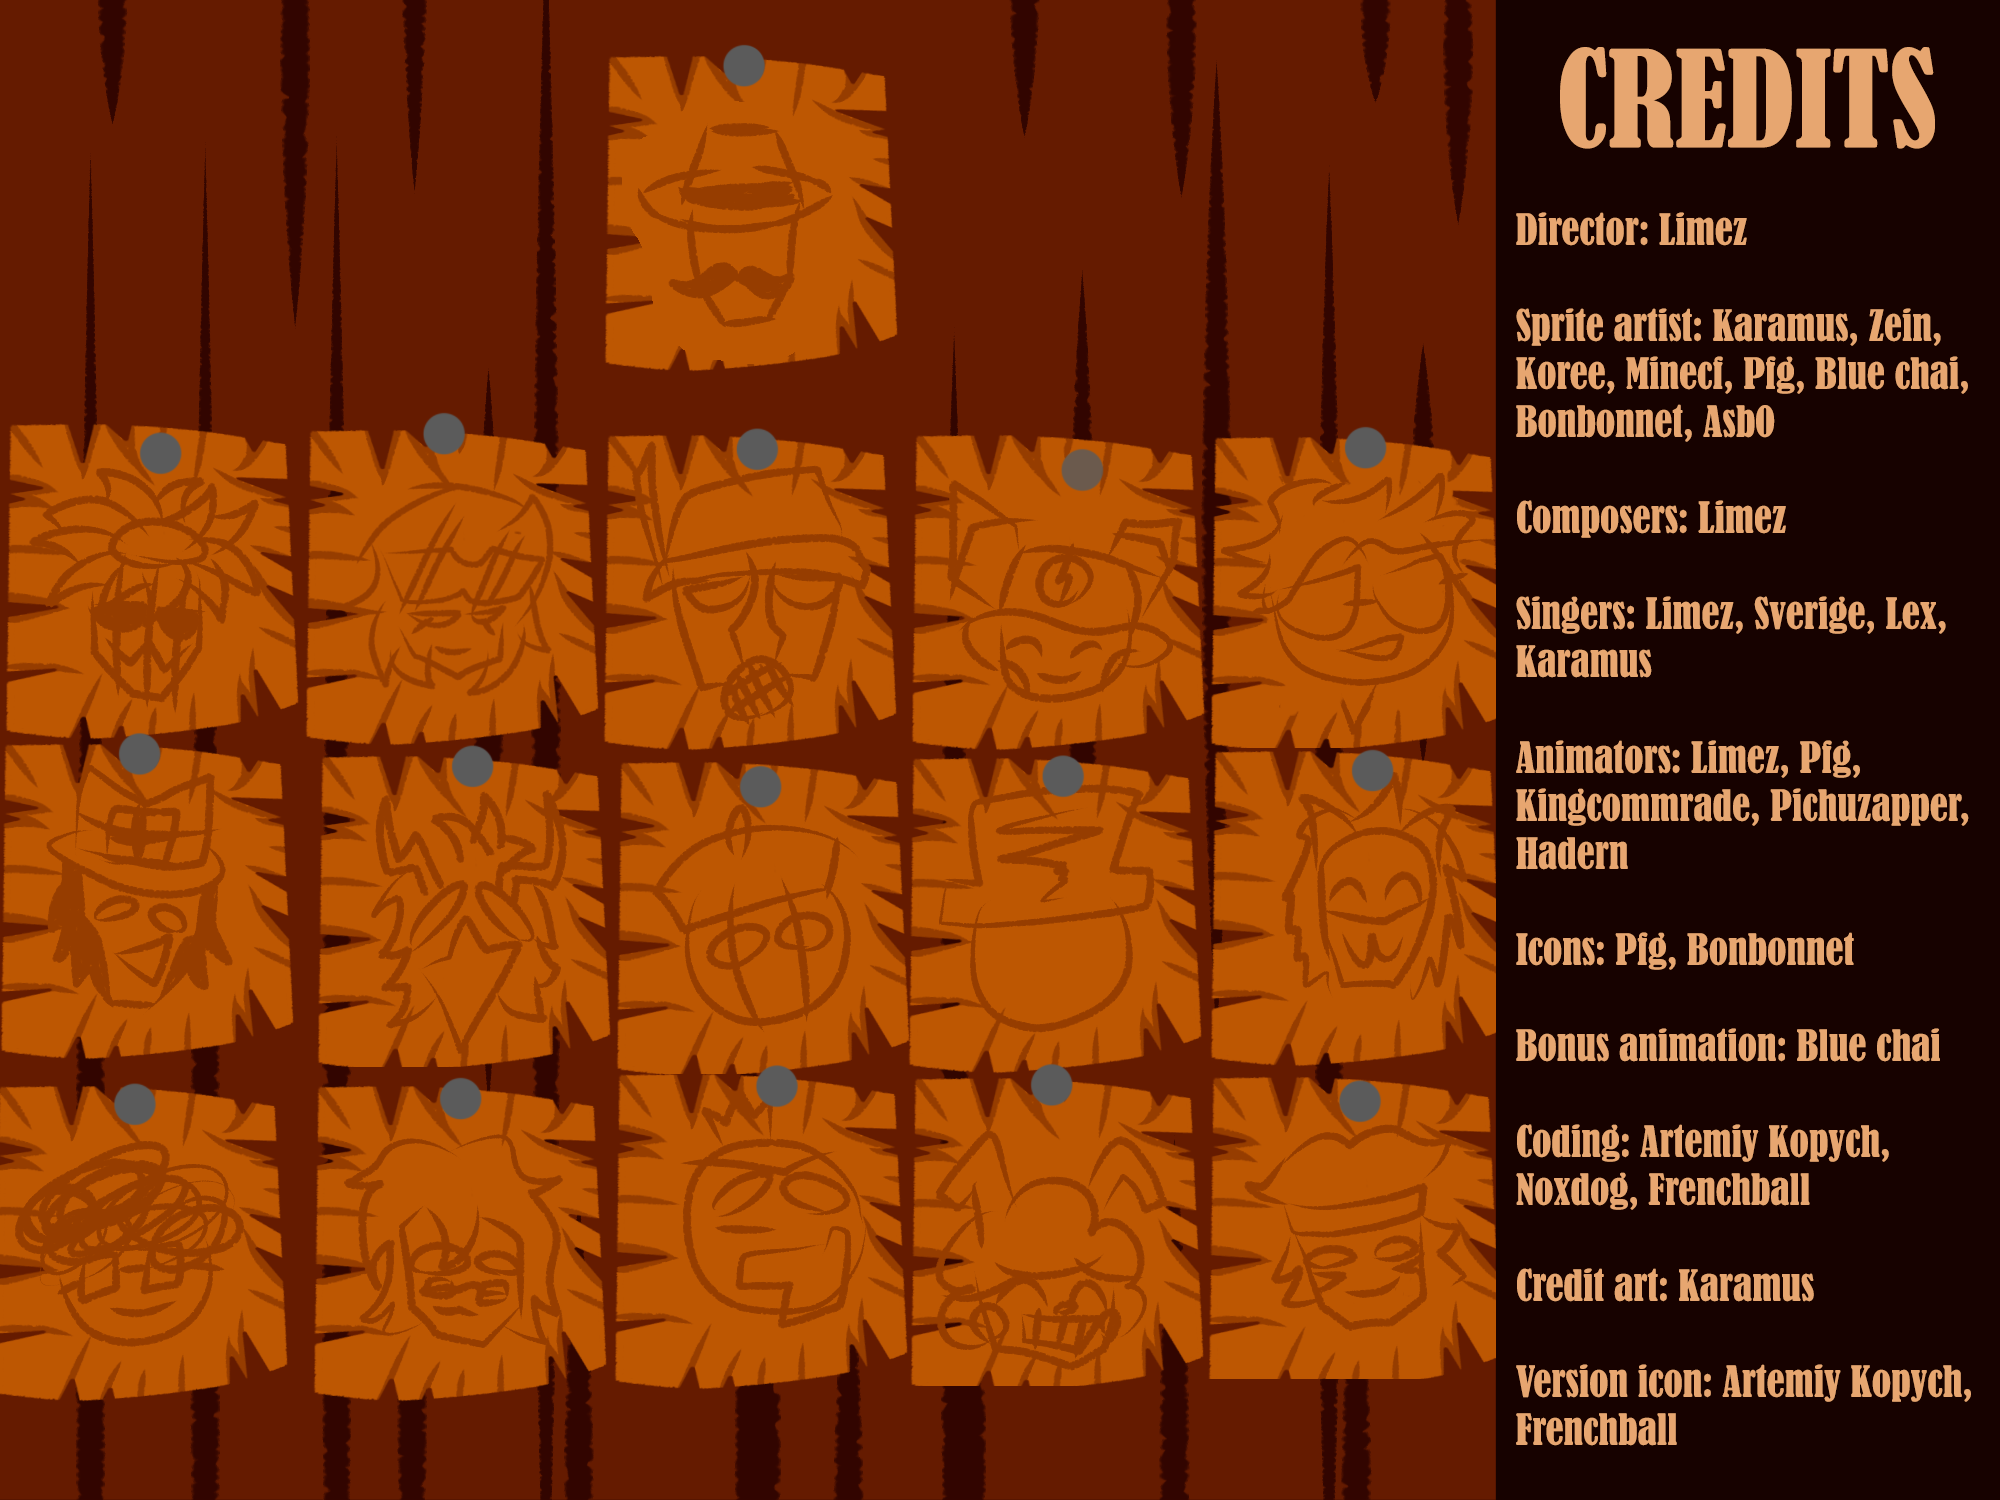 CREDITS
Director: Limez
Sprite artist: Karamus, Zein,
Koree, Minecf, Pfg, Blue chai,
Bonbonnet, Asb0
Composers: Limez
Singers: Limez, Sverige, Lex,
Karamus
Animators: Limez, Pfg,
Kingcommrade, Pichuzapper,
Hadern
Icons: Pfg, Bonbonnet
Bonus animation: Blue chai
Coding: Artemiy Kopych,
Noxdog, Frenchball
Credit art: Karamus
Version icon: Artemiy Kopych,
Frenchball